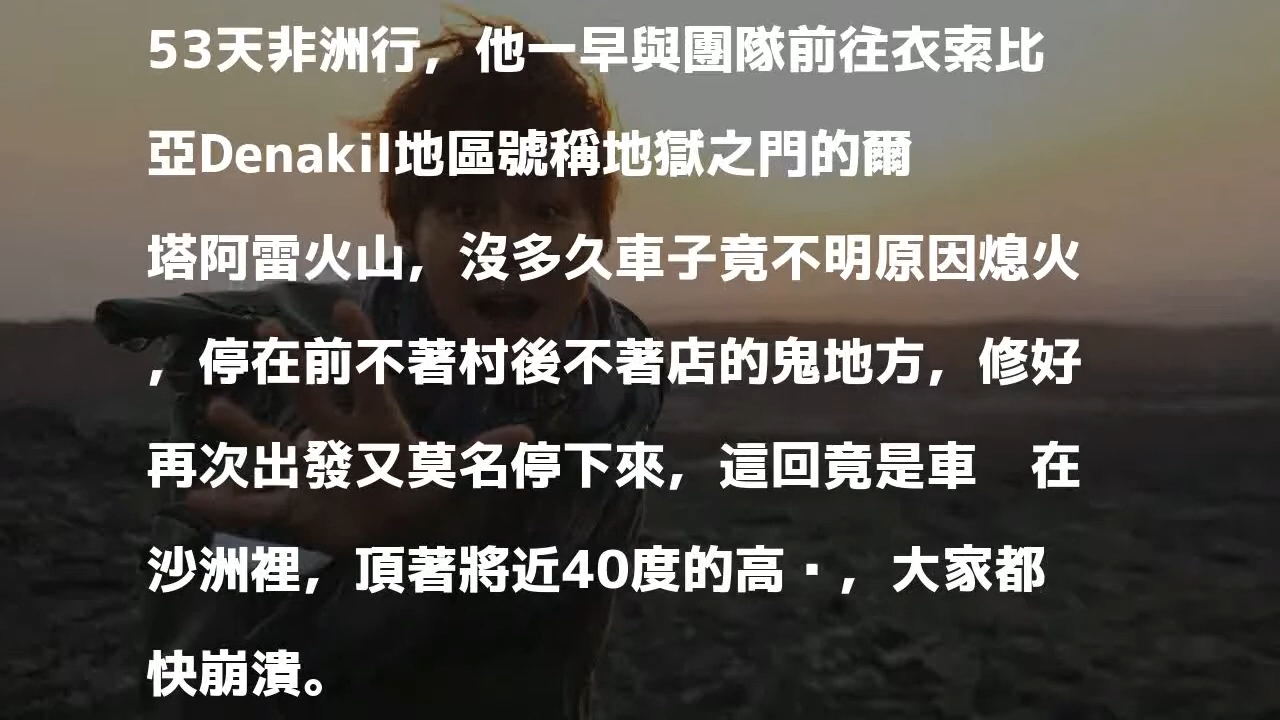 53天非洲行，他一早與團隊前往衣索比
亞Denakil地區號稱地獄之門的爾
塔阿雷火山，沒多久車子竟不明原因熄火
，停在前不著村後不著店的鬼地方，修好
再次出發又莫名停下來，這回竟是車　在
沙洲裡，頂著將近40度的高·，大家都
快崩潰。